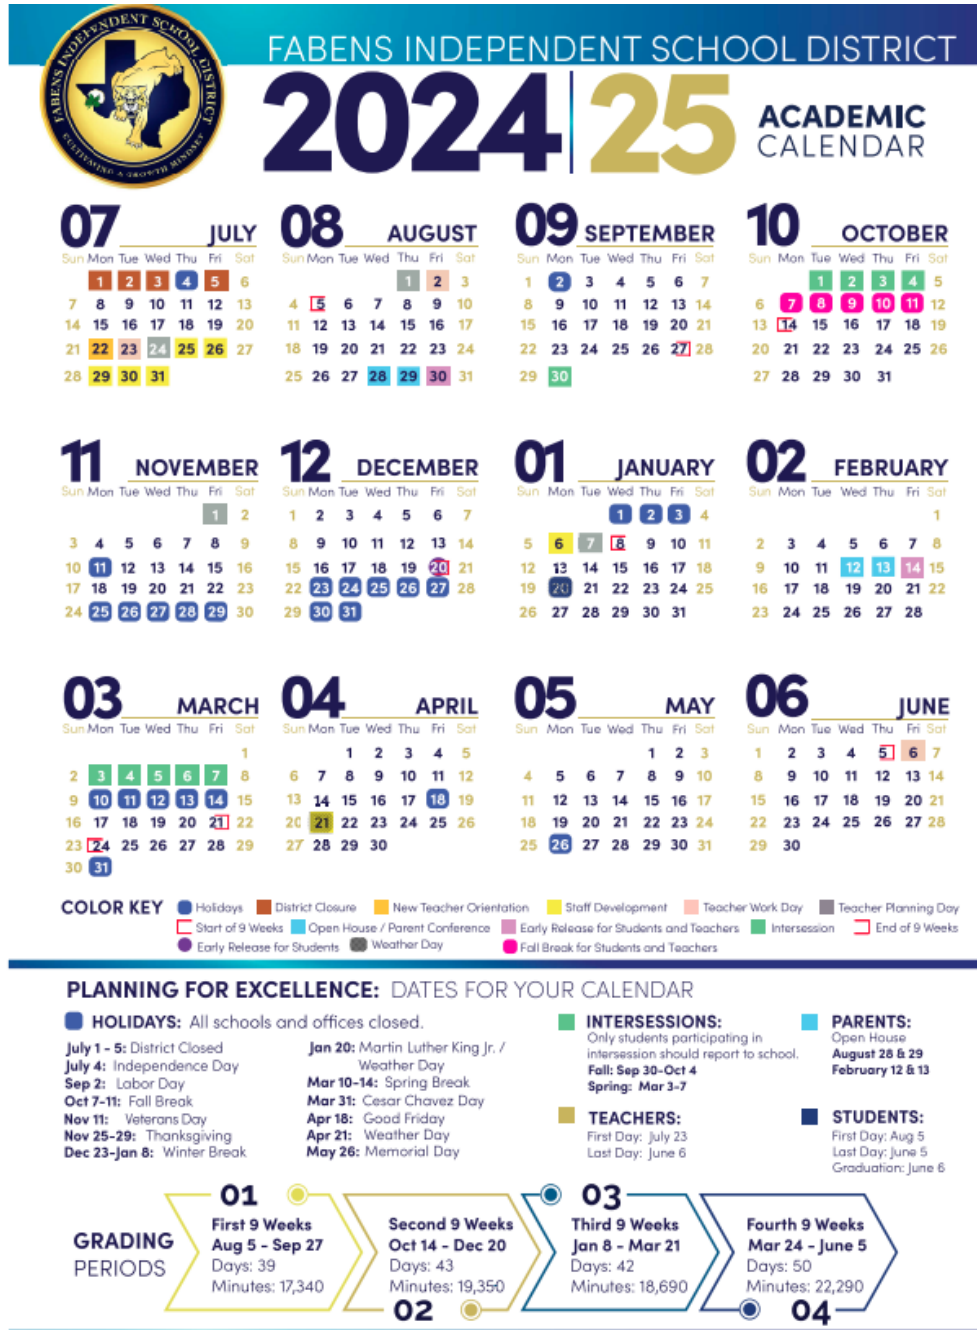 FABENS INDEPENDENT SCHOOL DISTRICT
CULTIVATING A GROWTH MINDSET
FABENS INDEPENDENT SCHOOL DISTRICT
2024 25
ACADEMIC
CALENDAR
07 JULY
Sun Mon Tue Wed Thu Fri Sat
1 2 3 4 5 6
7 8 9 10 11 12 13
14 15 16 17 18 19 20
21 22 23 24 25 26 27
28 29 30 31
08 AUGUST
Sun Mon Tue Wed Thu Fri Sat
1 2 3
4 5 6 7 8 9 10
11 12 13 14 15 16 17
18 19 20 21 22 23 24
25 26 27 28 29 30 31
09 SEPTEMBER
Sun Mon Tue Wed Thu Fri Sat
1 2 3 4 5 6 7
8 9 10 11 12 13 14
15 16 17 18 19 20 21
22 23 24 25 26 27 28
29 30
10 OCTOBER
Sun Mon Tue Wed Thu Fri Sat
1 2 3 4 5
6 7 8 9 10 11 12
13 14 15 16 17 18 19
20 21 22 23 24 25 26
27 28 29 30 31
11 NOVEMBER
Sun Mon Tue Wed Thu Fri Sat
1 2
3 4 5 6 7 8 9
10 11 12 13 14 15 16
17 18 19 20 21 22 23
24 25 26 27 28 29 30
12 DECEMBER
Sun Mon Tue Wed Thu Fri Sat
1 2 3 4 5 6 7
8 9 10 11 12 13 14
15 16 17 18 19 20 21
22 23 24 25 26 27 28
29 30 31
01 JANUARY
Sun Mon Tue Wed Thu Fri Sat
1 2 3 4
5 6 7 8 9 10 11
12 13 14 15 16 17 18
19 20 21 22 23 24 25
26 27 28 29 30 31
02 FEBRUARY
Sun Mon Tue Wed Thu Fri Sat
1
2 3 4 5 6 7 8
9 10 11 12 13 14 15
16 17 18 19 20 21 22
23 24 25 26 27 28
03 MARCH
Sun Mon Tue Wed Thu Fri Sat
1
2 3 4 5 6 7 8
9 10 11 12 13 14 15
16 17 18 19 20 21 22
23 24 25 26 27 28 29
30 31
04 APRIL
Sun Mon Tue Wed Thu Fri Sat
1 2 3 4 5
6 7 8 9 10 11 12
13 14 15 16 17 18 19
20 21 22 23 24 25 26
27 28 29 30
05 MAY
Sun Mon Tue Wed Thu Fri Sat
1 2 3
4 5 6 7 8 9 10
11 12 13 14 15 16 17
18 19 20 21 22 23 24
25 26 27 28 29 30 31
06 JUNE
Sun Mon Tue Wed Thu Fri Sat
1 2 3 4 5 6 7
8 9 10 11 12 13 14
15 16 17 18 19 20 21
22 23 24 25 26 27 28
29 30
COLOR KEY Holidays District Closure New Teacher Orientation Staff Development Teacher Work Day Teacher Planning Day
Start of 9 Weeks Open House / Parent Conference Early Release for Students and Teachers Intersession End of 9 Weeks
Early Release for Students Weather Day Fall Break for Students and Teachers
PLANNING FOR EXCELLENCE: DATES FOR YOUR CALENDAR
HOLIDAYS: All schools and offices closed.
July 1 - 5: District Closed
July 4: Independence Day
Sep 2: Labor Day
Oct 7-11: Fall Break
Nov 11: Veterans Day
Nov 25-29: Thanksgiving
Dec 23-Jan 8: Winter Break
Jan 20: Martin Luther King Jr. /
Weather Day
Mar 10-14: Spring Break
Mar 31: Cesar Chavez Day
Apr 18: Good Friday
Apr 21: Weather Day
May 26: Memorial Day
INTERSESSIONS:
Only students participating in
intersession should report to school.
Fall: Sep 30-Oct 4
Spring: Mar 3-7
TEACHERS:
First Day: July 23
Last Day: June 6
PARENTS:
Open House
August 28 & 29
February 12 & 13
STUDENTS:
First Day: Aug 5
Last Day: June 5
Graduation: June 6
GRADING
PERIODS
01
First 9 Weeks
Aug 5 - Sep 27
Days: 39
Minutes: 17,340
Second 9 Weeks
Oct 14 - Dec 20
Days: 43
Minutes: 19,350
02
03
Third 9 Weeks
Jan 8 - Mar 21
Days: 42
Minutes: 18,690
Fourth 9 Weeks
Mar 24 - June 5
Days: 50
Minutes: 22,290
04